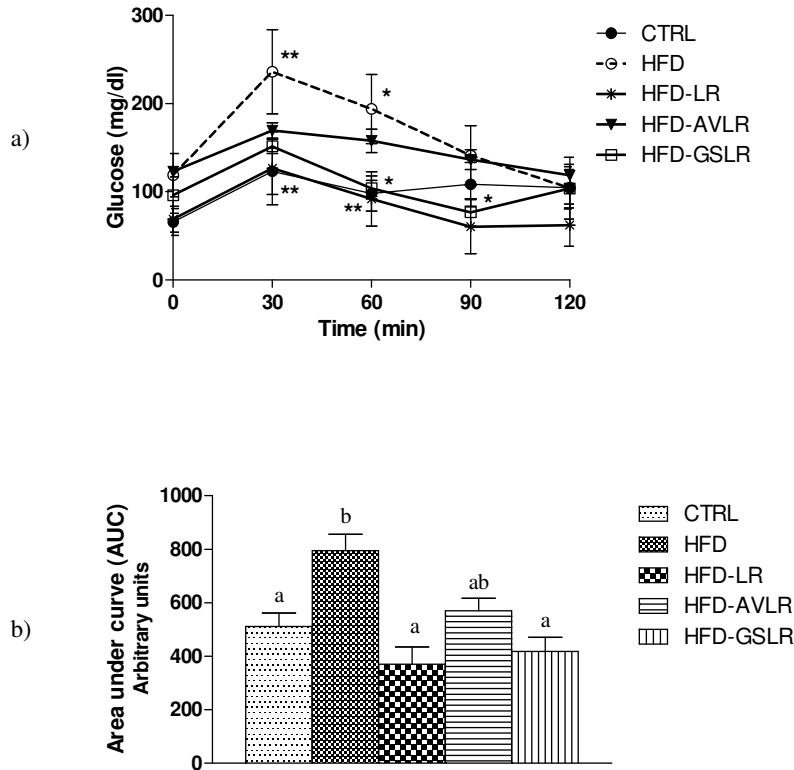 a)
Glucose (mg/dl)
300
200
100
0
**
*
**
**
*
*
0 30 60 90 120
Time (min)
CTRL
HFD
HFD-LR
HFD-AVLR
HFD-GSLR
b)
Area under curve (AUC)
Arbitrary units
1000
800
600
400
200
0
a
b
a
ab
a
CTRL
HFD
HFD-LR
HFD-AVLR
HFD-GSLR